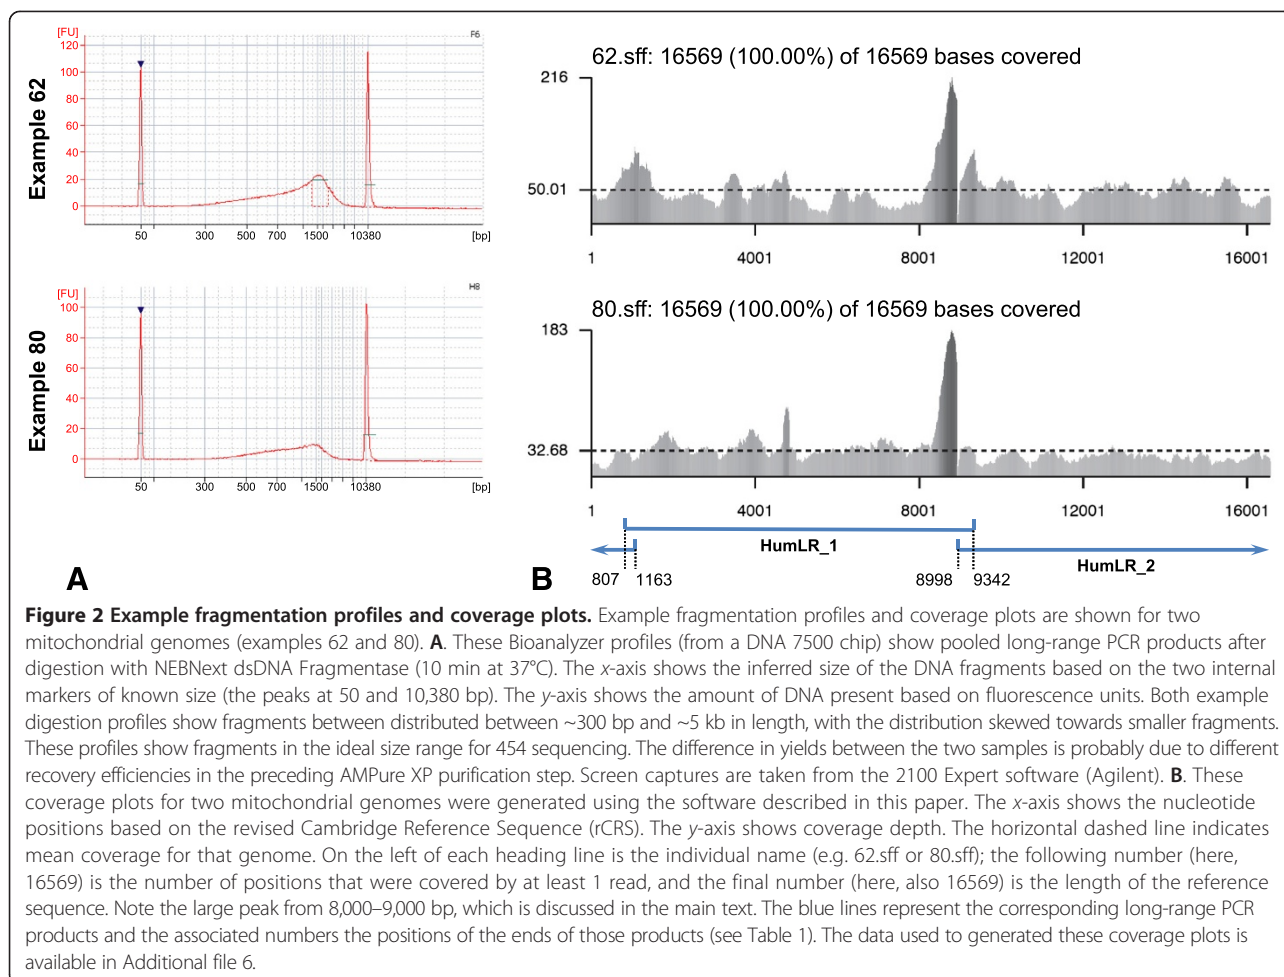 [FU]
F6
120
100
80
60
40
20
0
50 300 500 700 1500 10380 [bp]
Example 62
62.sff: 16569 (100.00%) of 16569 bases covered
216
50.01
1 4001 8001 12001 16001
[FU]
H8
100
80
60
40
20
0
50 300 500 700 1500 10380 [bp]
Example 80
80.sff: 16569 (100.00%) of 16569 bases covered
183
32.68
1 4001 8001 12001 16001
HumLR_1
HumLR_2
807 1163 8998 9342
A
B
Figure 2 Example fragmentation profiles and coverage plots. Example fragmentation profiles and coverage plots are shown for two
mitochondrial genomes (examples 62 and 80). A. These Bioanalyzer profiles (from a DNA 7500 chip) show pooled long-range PCR products after
digestion with NEBNext dsDNA Fragmentase (10 min at 37°C). The x-axis shows the inferred size of the DNA fragments based on the two internal
markers of known size (the peaks at 50 and 10,380 bp). The y-axis shows the amount of DNA present based on fluorescence units. Both example
digestion profiles show fragments between distributed between ~300 bp and ~5 kb in length, with the distribution skewed towards smaller fragments.
These profiles show fragments in the ideal size range for 454 sequencing. The difference in yields between the two samples is probably due to different
recovery efficiencies in the preceding AMPure XP purification step. Screen captures are taken from the 2100 Expert software (Agilent). B. These
coverage plots for two mitochondrial genomes were generated using the software described in this paper. The x-axis shows the nucleotide
positions based on the revised Cambridge Reference Sequence (rCRS). The y-axis shows coverage depth. The horizontal dashed line indicates
mean coverage for that genome. On the left of each heading line is the individual name (e.g. 62.sff or 80.sff); the following number (here,
16569) is the number of positions that were covered by at least 1 read, and the final number (here, also 16569) is the length of the reference
sequence. Note the large peak from 8,000–9,000 bp, which is discussed in the main text. The blue lines represent the corresponding long-range PCR
products and the associated numbers the positions of the ends of those products (see Table 1). The data used to generated these coverage plots is
available in Additional file 6.